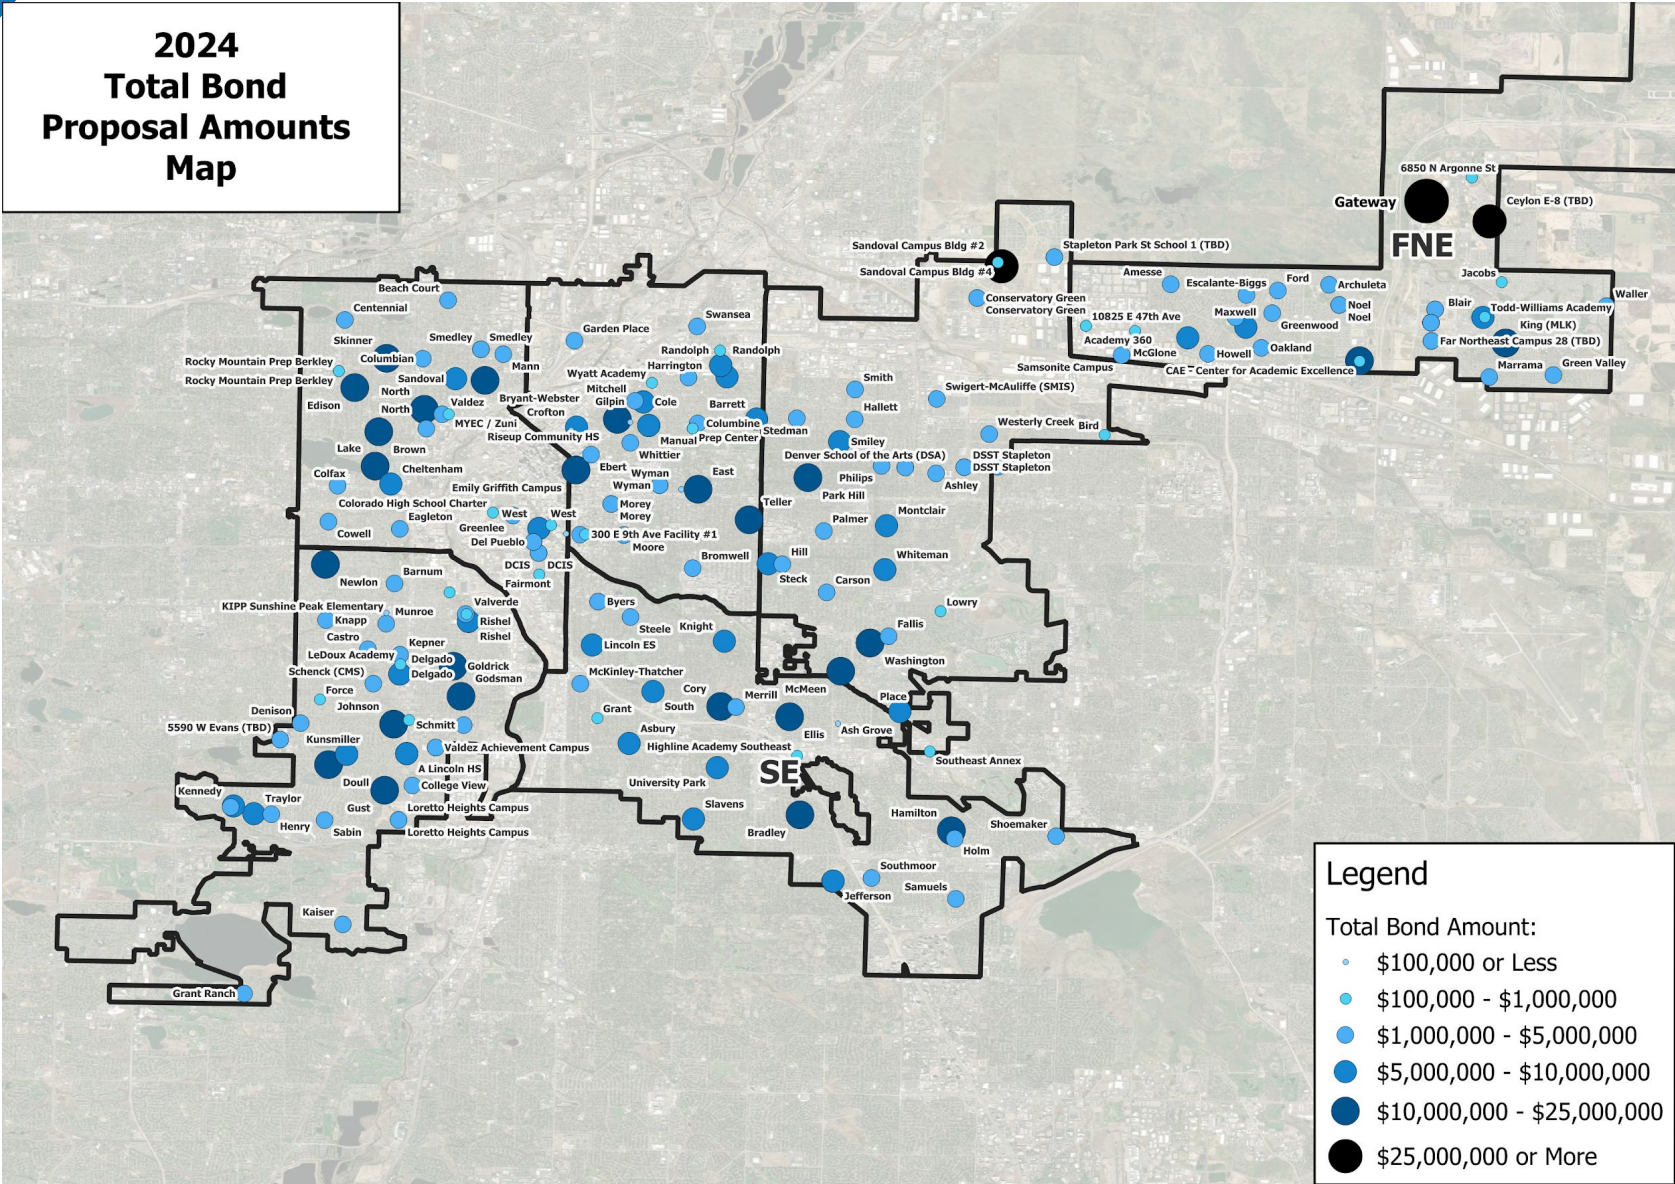 2024
Total Bond
Proposal Amounts
Map
6850 N Argonne St
Gateway
Ceylon E-8 (TBD)
FNE
Sandoval Campus Bldg #2
Stapleton Park St School 1 (TBD)
Sandoval Campus Bldg #4
Amesse
Escalante-Biggs
Ford
Archuleta
Jacobs
Waller
Beach Court
Centennial
Conservatory Green
Conservatory Green
Noel
Noel
Blair
Todd-Williams Academy
Swansea
10825 E 47th Ave
Maxwell
Greenwood
King (MLK)
Skinner
Smedley
Smedley
Garden Place
Academy 360
Far Northeast Campus 28 (TBD)
Rocky Mountain Prep Berkley
Columbian
Mann
Randolph
Randolph
McGlone
Howell
Oakland
Samsonite Campus
CAE - Center for Academic Excellence
Marrama
Green Valley
Rocky Mountain Prep Berkley
Sandoval
Wyatt Academy
Harrington
Smith
Swigert-McAuliffe (SMIS)
North
Edison
North
Valdez
Bryant-Webster
Mitchell
Gilpin
Cole
Barrett
Hallett
Crofton
MYEC / Zuni
Columbine
Stedman
Westerly Creek
Bird
Riseup Community HS
Manual
Prep Center
Smiley
Lake
Brown
Whittier
Denver School of the Arts (DSA)
DSST Stapleton
DSST Stapleton
Colfax
Cheltenham
Ebert
Wyman
East
Philips
Ashley
Emily Griffith Campus
Wyman
Park Hill
Colorado High School Charter
West
West
Morey
Morey
Teller
Montclair
Eagleton
Greenlee
Palmer
Cowell
Del Pueblo
300 E 9th Ave Facility #1
Moore
Bromwell
Hill
Whiteman
DCIS
DCIS
Steck
Newlon
Barnum
Fairmont
Carson
KIPP Sunshine Peak Elementary
Munroe
Valverde
Byers
Lowry
Knapp
Rishel
Rishel
Steele
Knight
Fallis
Castro
Kepner
Lincoln ES
LeDoux Academy
Delgado
Delgado
Goldrick
Godsman
Washington
Schenck (CMS)
McKinley-Thatcher
Force
Cory
Merrill
McMeen
Place
Johnson
Grant
South
Denison
Schmitt
Asbury
Ash Grove
5590 W Evans (TBD)
Ellis
Kunsmiller
Valdez Achievement Campus
Highline Academy Southeast
Southeast Annex
A Lincoln HS
SE
Doull
College View
University Park
Kennedy
Traylor
Gust
Loretto Heights Campus
Slavens
Hamilton
Shoemaker
Henry
Sabin
Loretto Heights Campus
Bradley
Holm
Southmoor
Samuels
Jefferson
Kaiser
Grant Ranch
Legend
Total Bond Amount:
$100,000 or Less
$100,000 - $1,000,000
$1,000,000 - $5,000,000
$5,000,000 - $10,000,000
$10,000,000 - $25,000,000
$25,000,000 or More